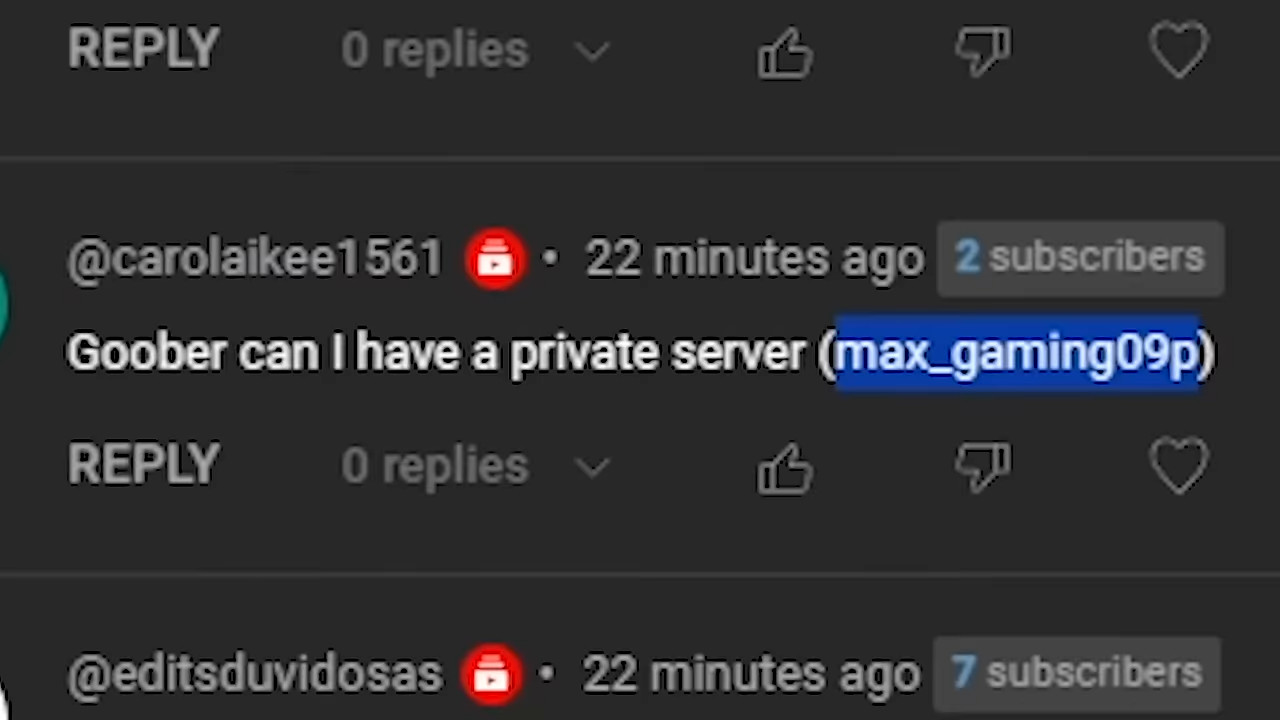 REPLY 0 replies
@carolaikee1561 • 22 minutes ago 2 subscribers
Goober can I have a private server (max_gaming09p)
REPLY 0 replies
@editsduvidosas • 22 minutes ago 7 subscribers